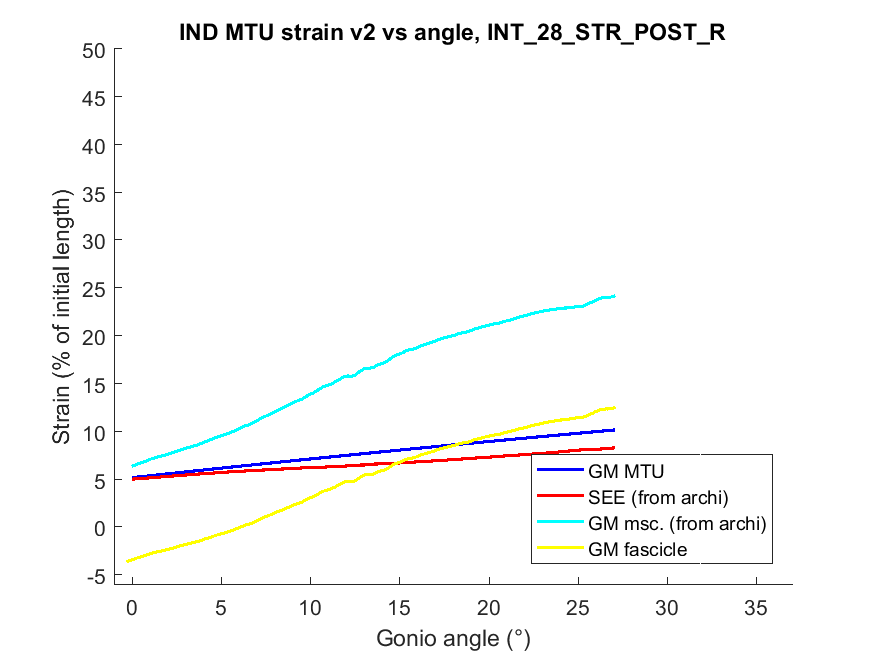 IND MTU strain v2 vs angle, INT_28_STR_POST_R
Strain (% of initial length)
50
45
40
35
30
25
20
15
10
5
0
-5
0 5 10 15 20 25 30 35
Gonio angle (°)
GM MTU
SEE (from archi)
GM msc. (from archi)
GM fascicle